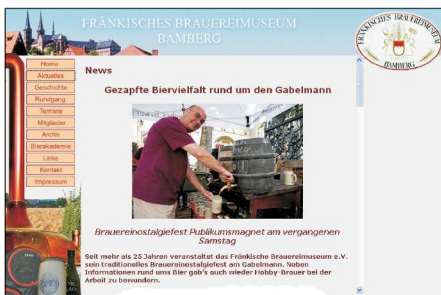 FRÄNKISCHES BRAUEREIMUSEUM
BAMBERG
FRÄNKISCHES BRAUEREIMUSEUM
BAMBERG
Home
Aktuelles
Geschichte
Rundgang
Termine
Mitglieder
Archiv
Bierakademie
Links
Kontakt
Impressum
News
Gezapfte Biervielfalt rund um den Gabelmann
Brauereinostalgiefest Publikumsmagnet am vergangenen
Samstag
Seit mehr als 25 Jahren veranstaltet das Fränkische Brauereimuseum e.V.
sein traditionelles Brauereinostalgiefest am Gabelmann. Neben
Informationen rund ums Bier gab's auch wieder Hobby-Brauer bei der
Arbeit zu bewundern.